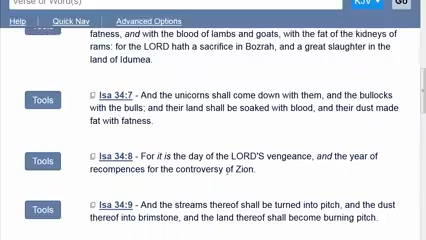 Verse or Word(s) KJV Go
Help Quick Nav Advanced Options
Tools
fatness, and with the blood of lambs and goats, with the fat of the kidneys of
rams: for the LORD hath a sacrifice in Bozrah, and a great slaughter in the
land of Idumea.
Tools
Isa 34:7 - And the unicorns shall come down with them, and the bullocks
with the bulls; and their land shall be soaked with blood, and their dust made
fat with fatness.
Tools
Isa 34:8 - For it is the day of the LORD'S vengeance, and the year of
recompences for the controversy of Zion.
Tools
Isa 34:9 - And the streams thereof shall be turned into pitch, and the dust
thereof into brimstone, and the land thereof shall become burning pitch.